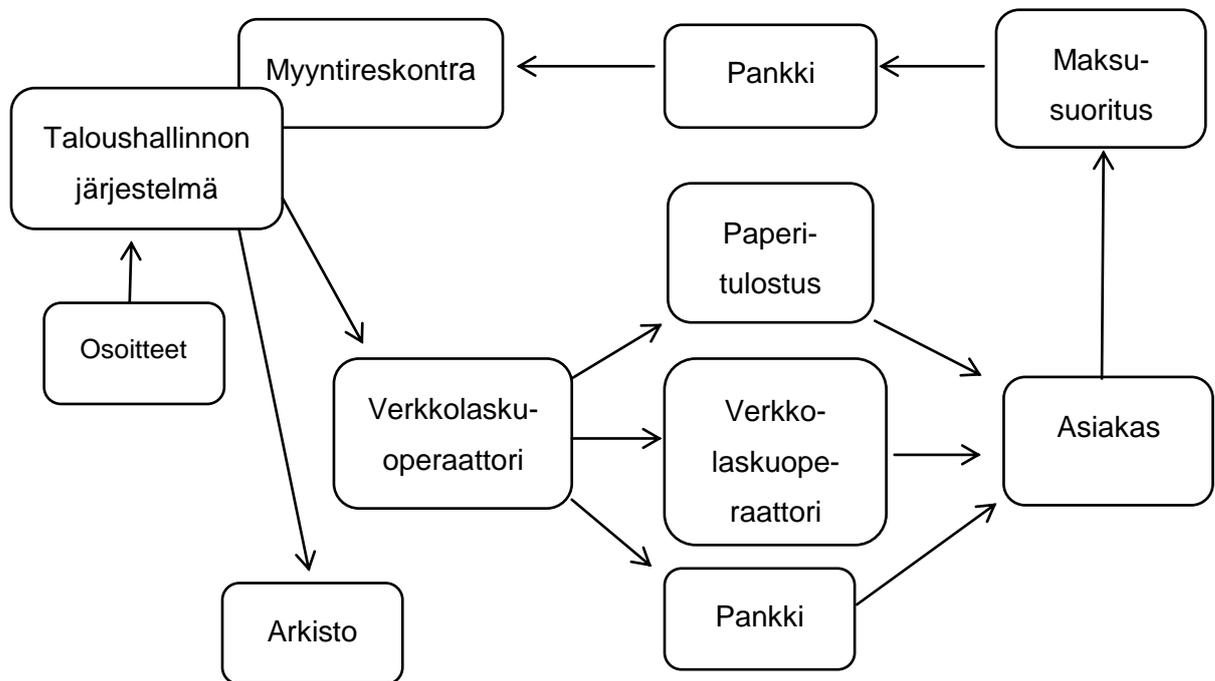 Myyntireskontra
Pankki
Maksu-
suoritus
Taloushallinnon
järjestelmä
Paperi-
tulostus
Osoitteet
Verkkolasku-
operaattori
Verkko-
laskuope-
raattori
Asiakas
Arkisto
Pankki